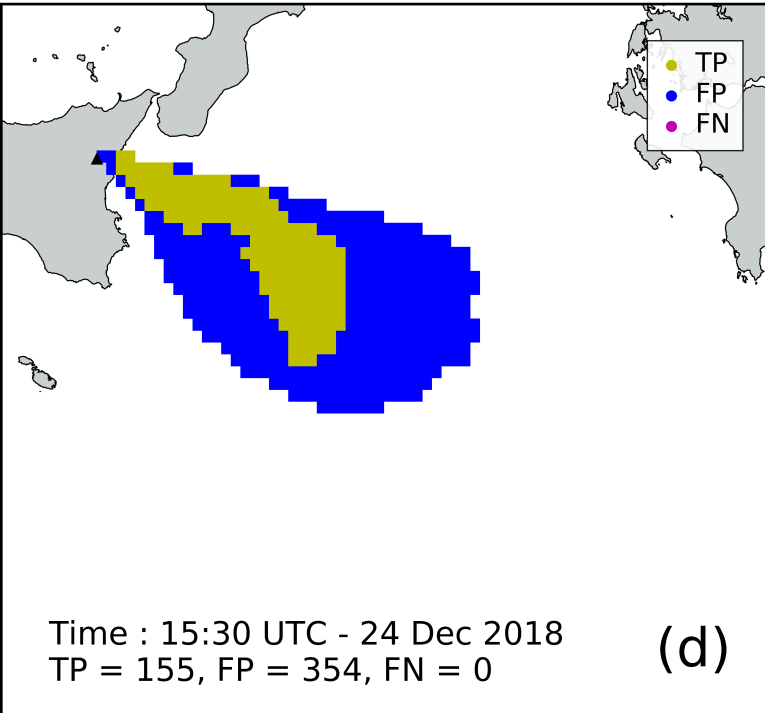 TP
FP
FN
Time : 15:30 UTC - 24 Dec 2018
TP = 155, FP = 354, FN = 0
(d)